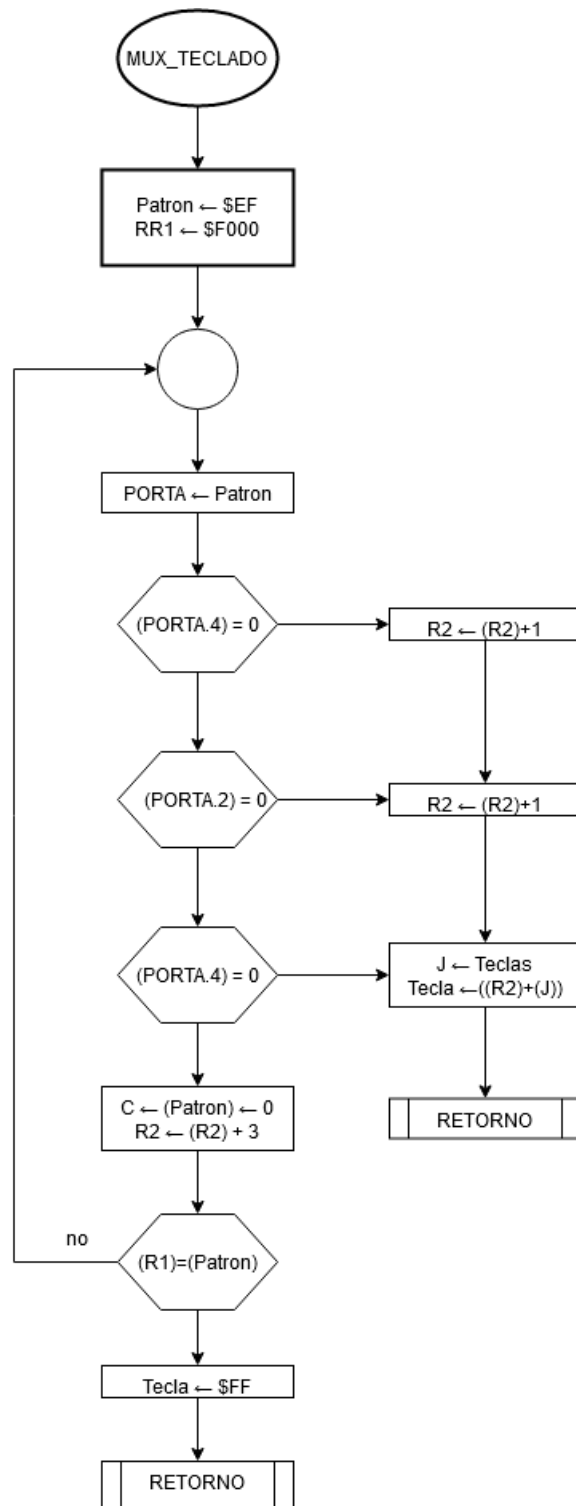 MUX_TECLADO
Patron ← $EF
RR1 ← $F000
PORTA ← Patron
(PORTA.4) = 0
R2 ← (R2)+1
(PORTA.2) = 0
R2 ← (R2)+1
(PORTA.4) = 0
J ← Teclas
Tecla ←((R2)+(J))
C ← (Patron) ← 0
R2 ← (R2) + 3
RETORNO
no
(R1)=(Patron)
Tecla ← $FF
RETORNO